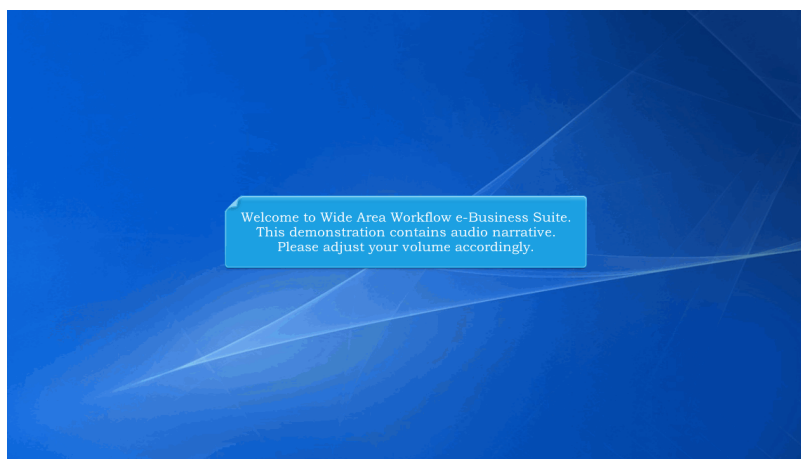 Welcome to Wide Area Workflow e-Business Suite.
This demonstration contains audio narrative.
Please adjust your volume accordingly.